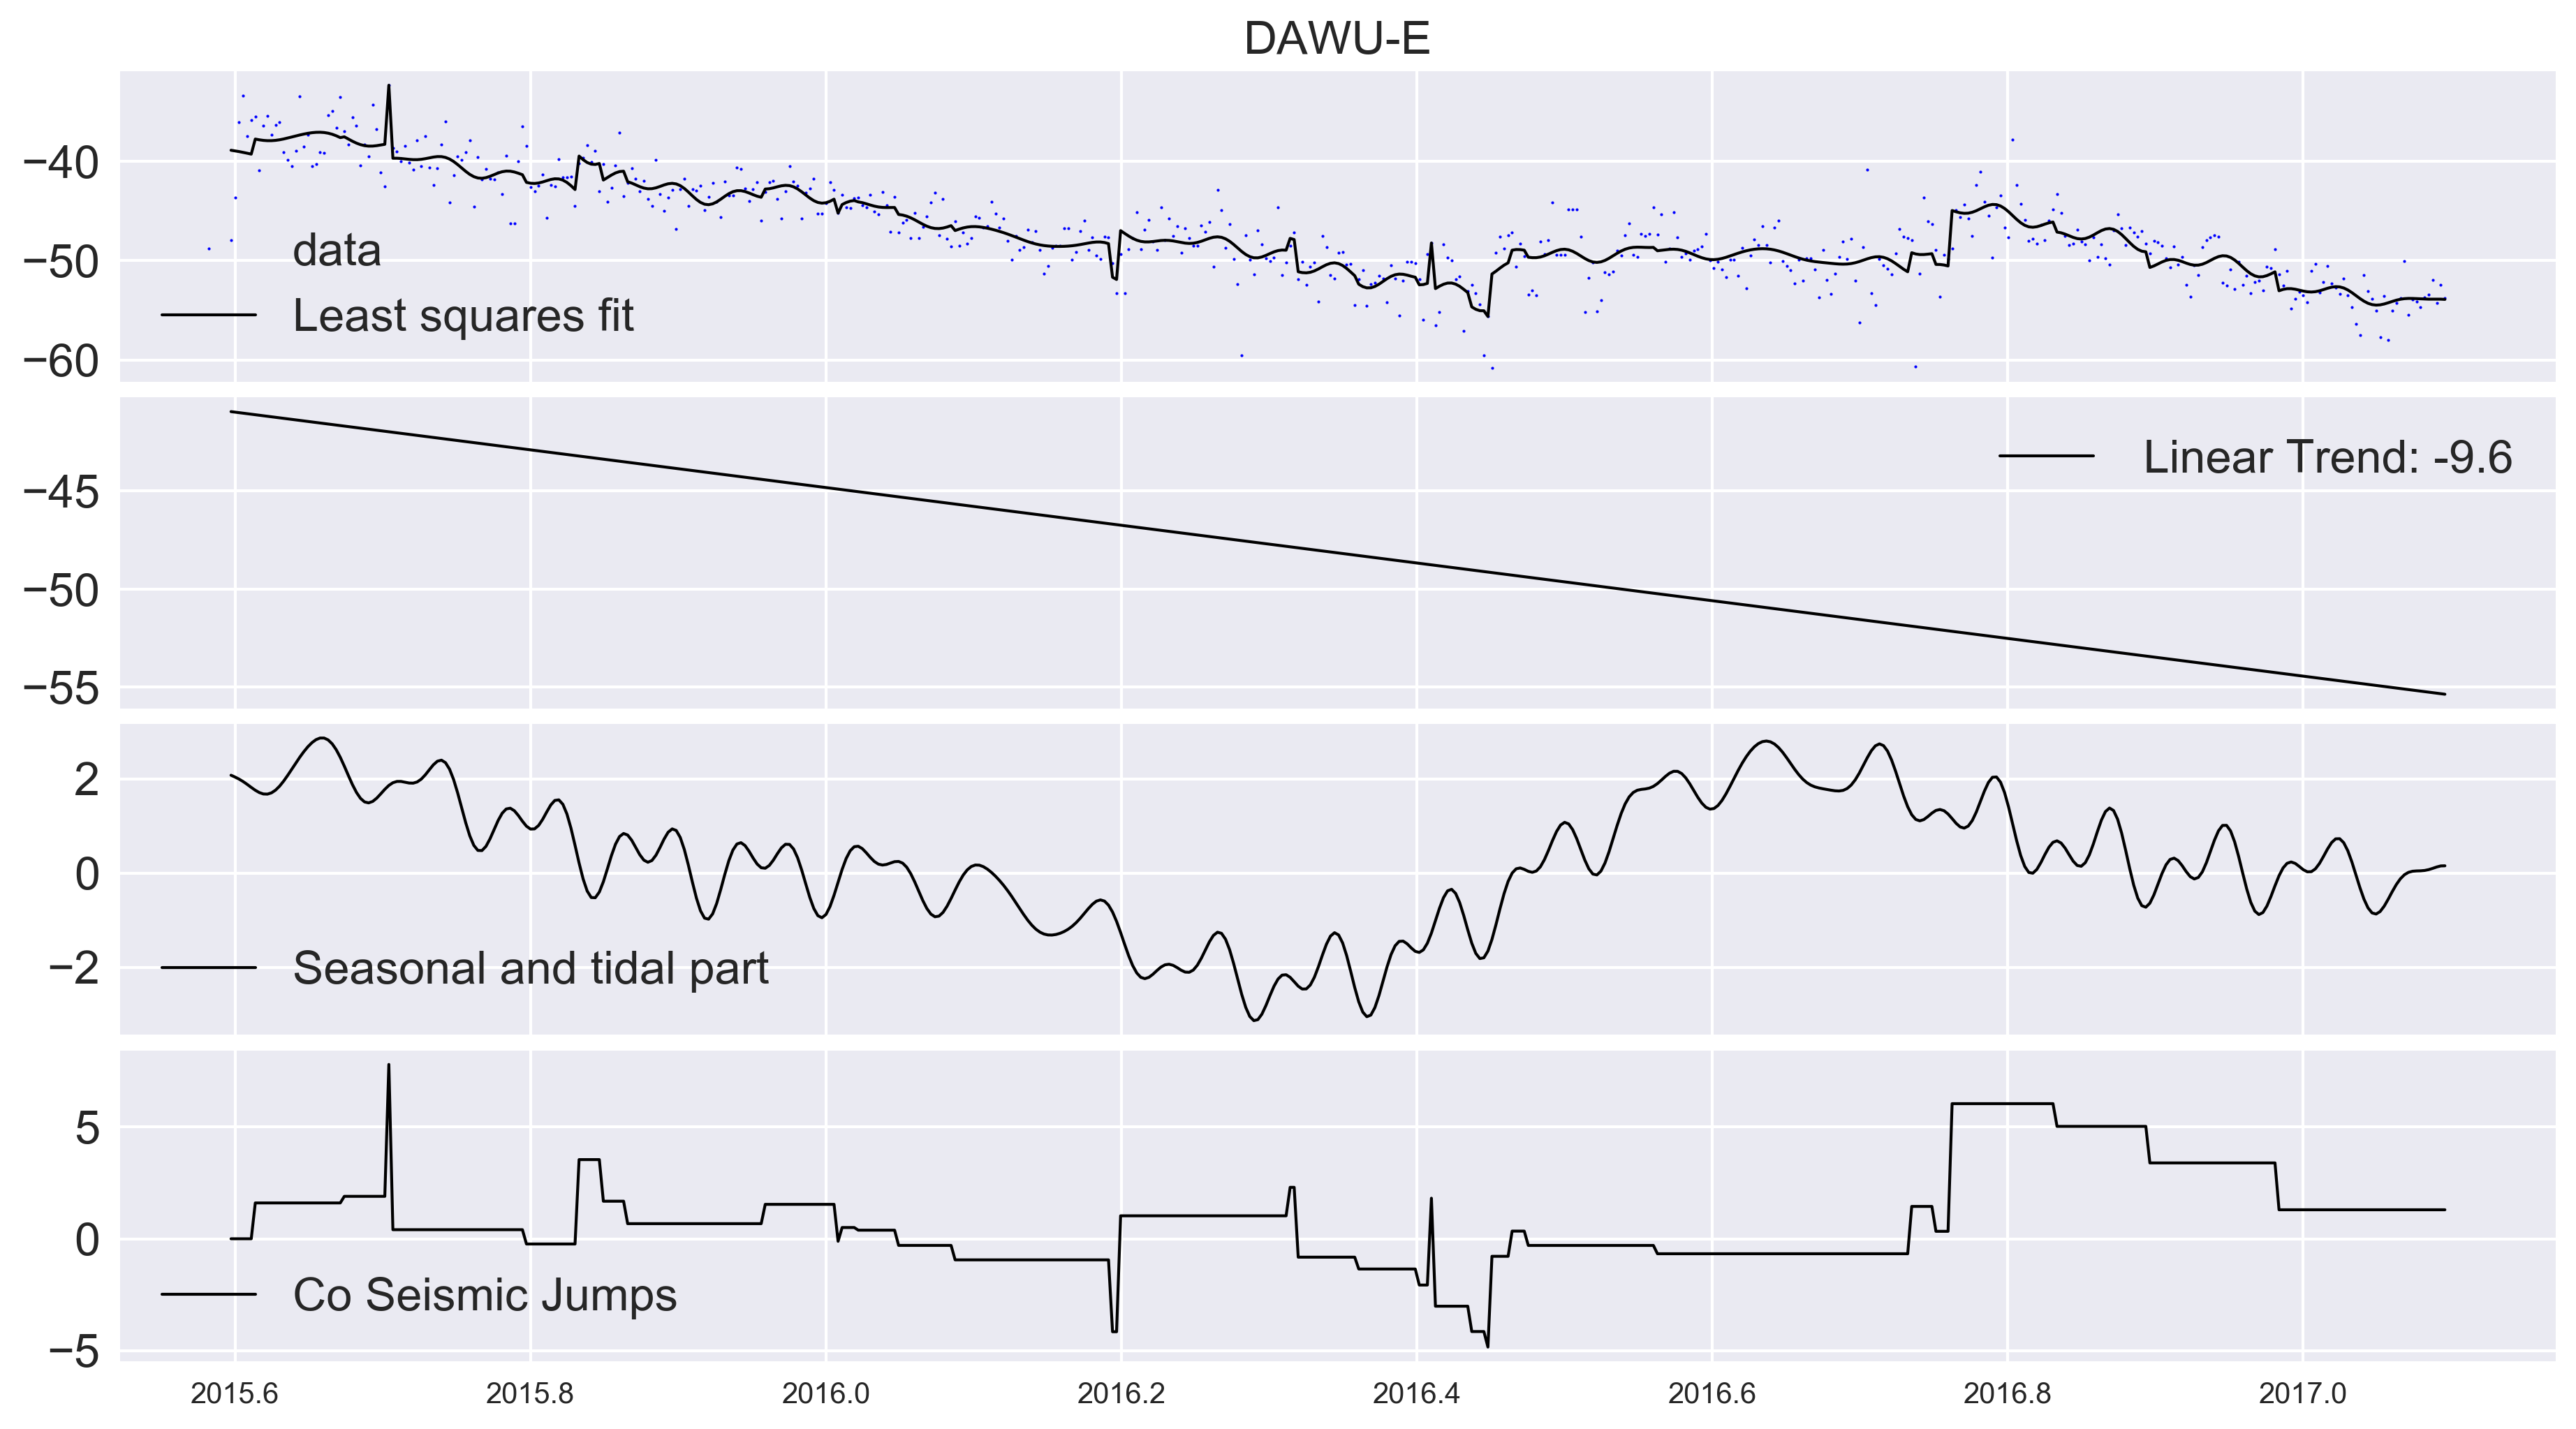 DAWU-E
−40
−50
−60
data
Least squares fit
−45
−50
−55
Linear Trend: -9.6
2
0
−2
Seasonal and tidal part
5
0
−5
Co Seismic Jumps
2015.6 2015.8 2016.0 2016.2 2016.4 2016.6 2016.8 2017.0